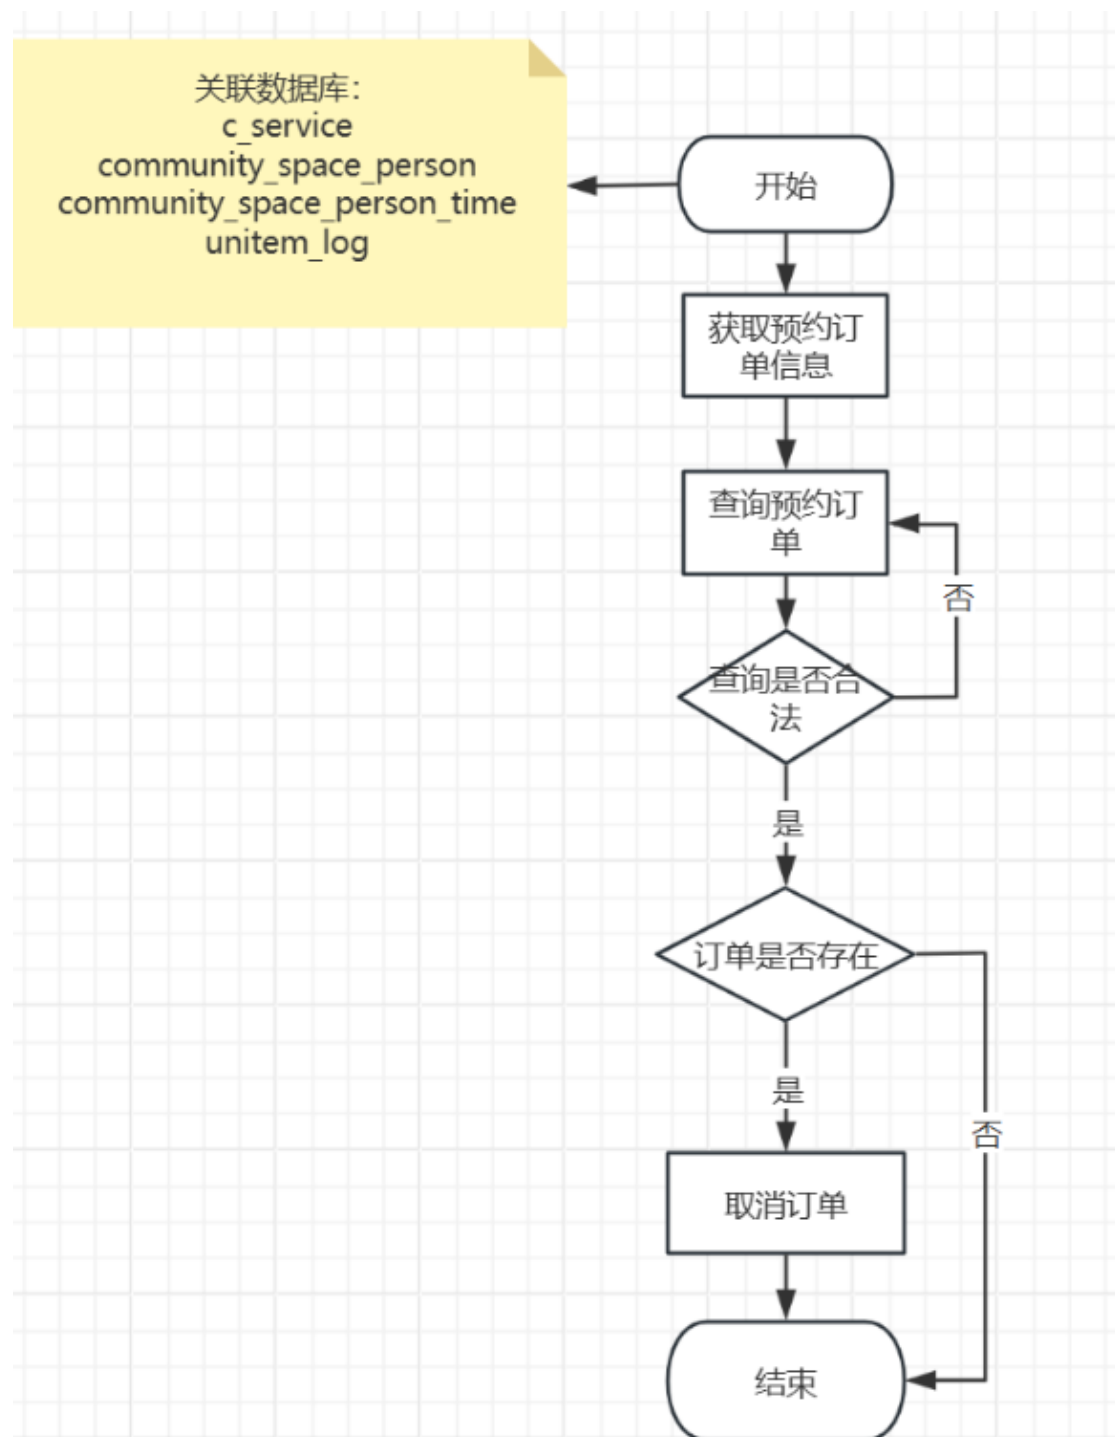 关联数据库：
c_service
community_space_person
community_space_person_time
unitem_log
开始
获取预约订
单信息
查询预约订
单
否
查询是否合
法
是
订单是否存在
是
否
取消订单
结束